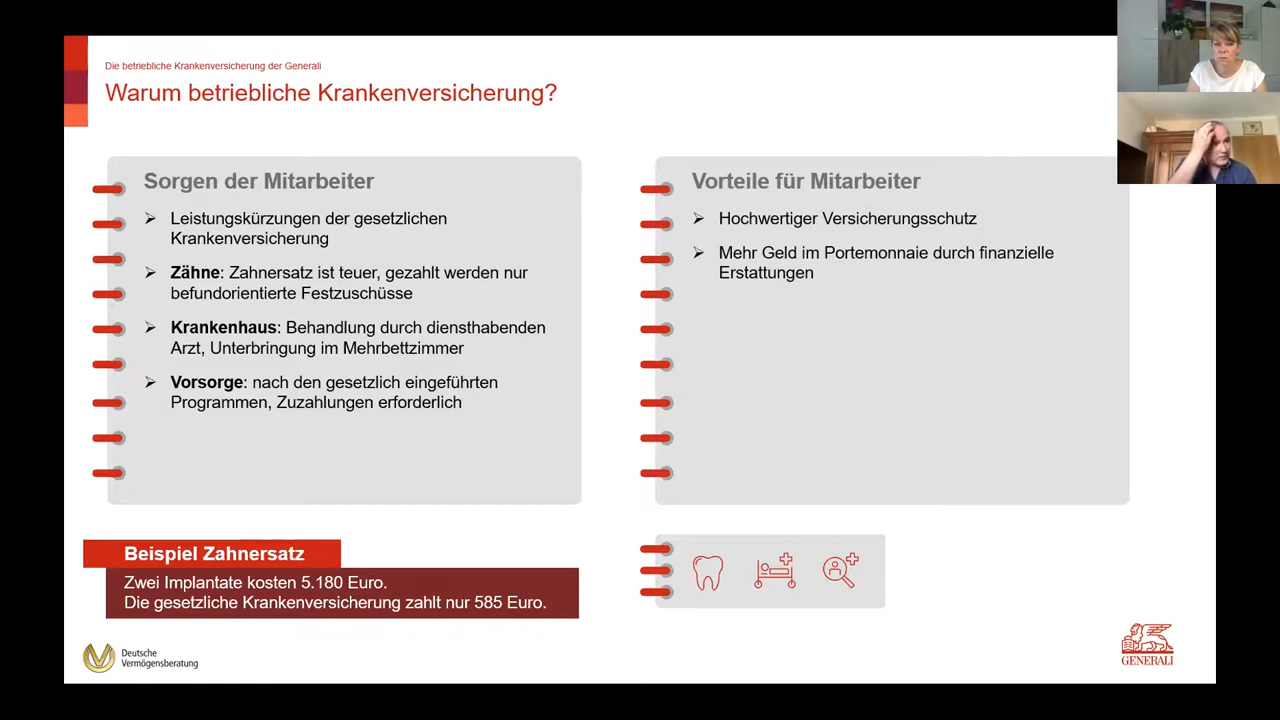 Die betriebliche Krankenversicherung der Generali
Warum betriebliche Krankenversicherung?
Sorgen der Mitarbeiter
Leistungskürzungen der gesetzlichen
Krankenversicherung
Zähne: Zahnersatz ist teuer, gezahlt werden nur
befundorientierte Festzuschüsse
Krankenhaus: Behandlung durch diensthabenden
Arzt, Unterbringung im Mehrbettzimmer
Vorsorge: nach den gesetzlich eingeführten
Programmen, Zuzahlungen erforderlich
Vorteile für Mitarbeiter
Hochwertiger Versicherungsschutz
Mehr Geld im Portemonnaie durch finanzielle
Erstattungen
Beispiel Zahnersatz
Zwei Implantate kosten 5.180 Euro.
Die gesetzliche Krankenversicherung zahlt nur 585 Euro.
Deutsche
Vermögensberatung
GENERALI